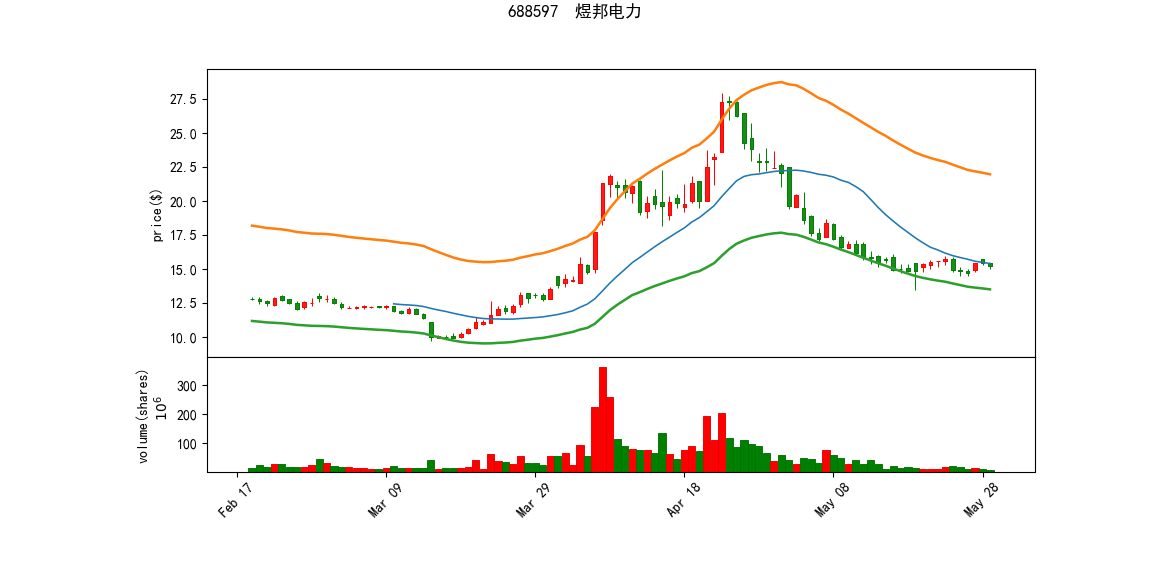 688597 煜邦电力
27.5
25.0
22.5
20.0
17.5
15.0
12.5
10.0
price($)
300
200
100
volume(shares)
10^6
Feb 17
Mar 09
Mar 29
Apr 18
May 08
May 28